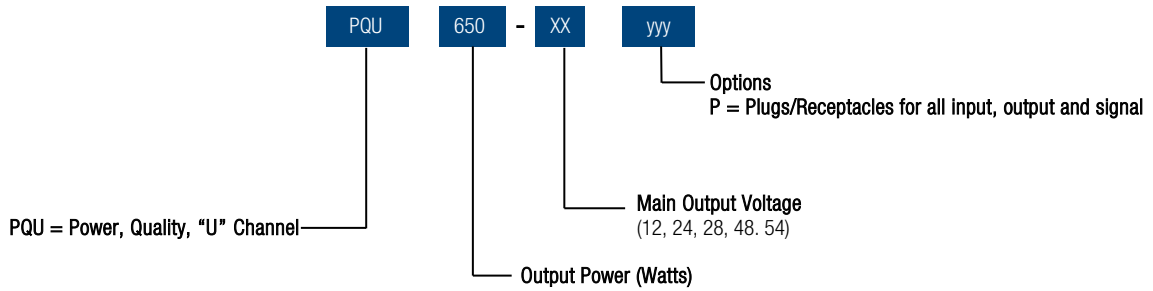 PQU 650 - XX yyy
Options
P = Plugs/Receptacles for all input, output and signal
Main Output Voltage
(12, 24, 28, 48. 54)
PQU = Power, Quality, “U” Channel
Output Power (Watts)